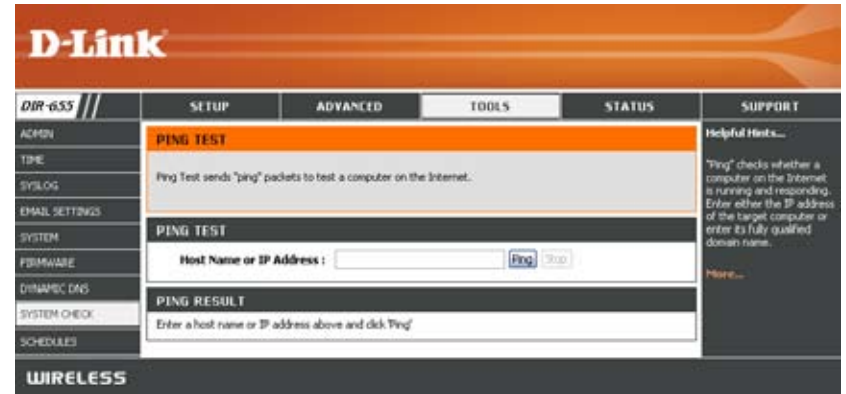 D-Link
DIR-655
SETUP
ADVANCED
TOOLS
STATUS
SUPPORT
ADMIN
TIME
SYSLOG
EMAIL SETTINGS
SYSTEM
FIRMWARE
DYNAMIC DNS
SYSTEM CHECK
SCHEDULES
PING TEST
Ping Test sends "ping" packets to test a computer on the Internet.
PING TEST
Host Name or IP Address :
Ping
Stop
PING RESULT
Enter a host name or IP address above and click 'Ping'
Helpful Hints...
"Ping" checks whether a
computer on the Internet
is running and responding.
Enter either the IP address
of the target computer or
enter its fully qualified
domain name.
More...
WIRELESS